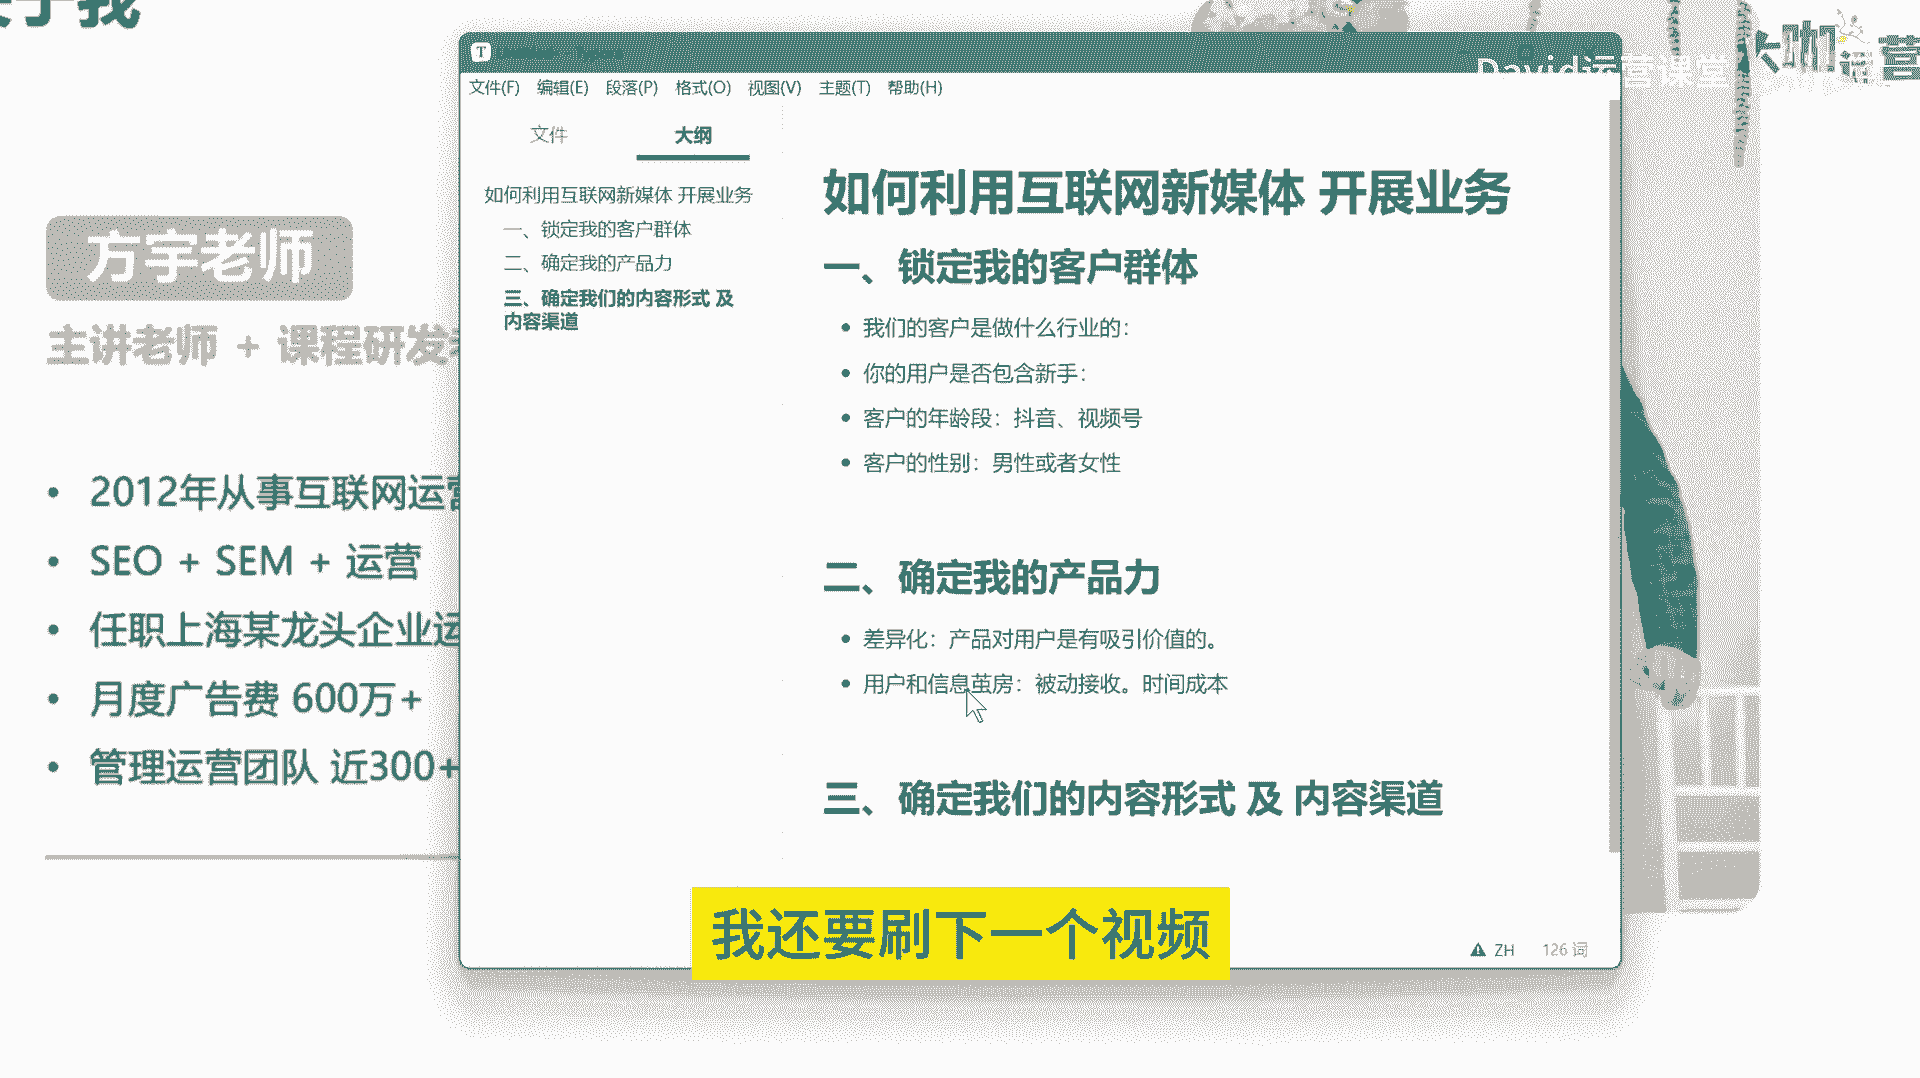 于我
David运营课堂
大咖运营
方宇老师
主讲老师 + 课程研发
2012年从事互联网运营
SEO + SEM + 运营
任职上海某龙头企业运
月度广告费 600万+
管理运营团队 近300+
T
文件(F) 编辑(E) 段落(P) 格式(O) 视图(V) 主题(T) 帮助(H)
文件 大纲
如何利用互联网新媒体 开展业务
一、锁定我的客户群体
二、确定我的产品力
三、确定我们的内容形式 及
内容渠道
如何利用互联网新媒体 开展业务
一、锁定我的客户群体
我们的客户是做什么行业的：
你的用户是否包含新手：
客户的年龄段：抖音、视频号
客户的性别：男性或者女性
二、确定我的产品力
差异化：产品对用户是有吸引价值的。
用户和信息茧房：被动接收。时间成本
三、确定我们的内容形式 及 内容渠道
我还要刷下一个视频
ZH 126 词